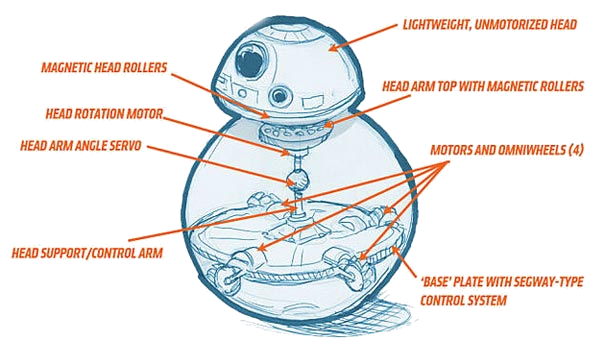 LIGHTWEIGHT, UNMOTORIZED HEAD
MAGNETIC HEAD ROLLERS
HEAD ARM TOP WITH MAGNETIC ROLLERS
HEAD ROTATION MOTOR
HEAD ARM ANGLE SERVO
MOTORS AND OMNIWHEELS (4)
HEAD SUPPORT/CONTROL ARM
‘BASE’ PLATE WITH SEGWAY-TYPE
CONTROL SYSTEM